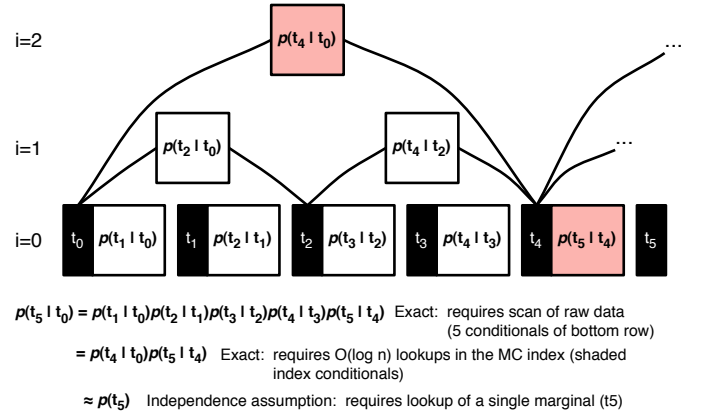 i=2
p(t₄ | t₀)
...
i=1
p(t₂ | t₀)
p(t₄ | t₂)
...
i=0
t₀ p(t₁ | t₀) t₁ p(t₂ | t₁) t₂ p(t₃ | t₂) t₃ p(t₄ | t₃) t₄ p(t₅ | t₄) t₅
p(t₅ | t₀) = p(t₁ | t₀)p(t₂ | t₁)p(t₃ | t₂)p(t₄ | t₃)p(t₅ | t₄) Exact: requires scan of raw data
(5 conditionals of bottom row)
= p(t₄ | t₀)p(t₅ | t₄) Exact: requires O(log n) lookups in the MC index (shaded
index conditionals)
≈ p(t₅) Independence assumption: requires lookup of a single marginal (t5)